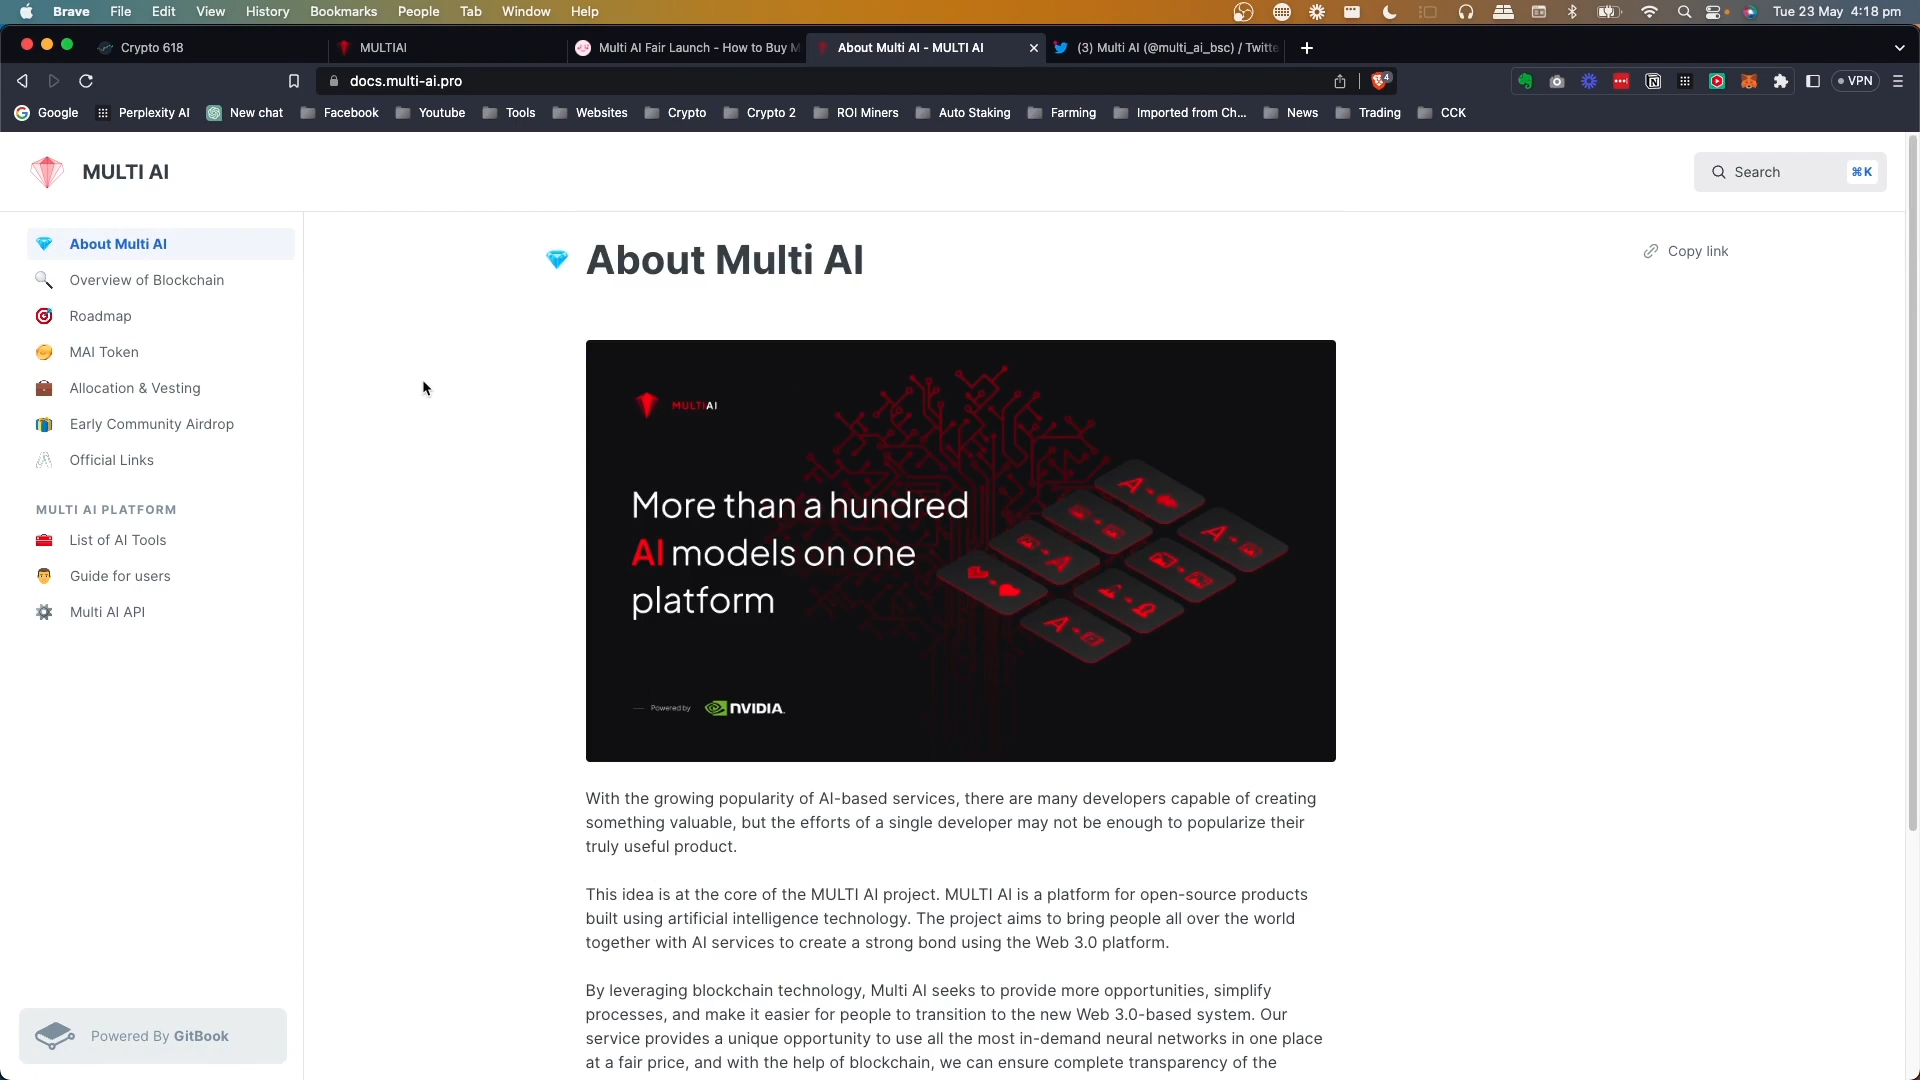 Brave File Edit View History Bookmarks People Tab Window Help Tue 23 May 4:18 pm
Crypto 618 MULTIAI Multi AI Fair Launch - How to Buy M About Multi AI - MULTI AI (3) Multi AI (@multi_ai_bsc) / Twitte
docs.multi-ai.pro 4 VPN
Google Perplexity AI New chat Facebook Youtube Tools Websites Crypto Crypto 2 ROI Miners Auto Staking Farming Imported from Ch... News Trading CCK
MULTI AI
Search ⌘K
About Multi AI
Overview of Blockchain
Roadmap
MAI Token
Allocation & Vesting
Early Community Airdrop
Official Links
MULTI AI PLATFORM
List of AI Tools
Guide for users
Multi AI API
Powered By GitBook
About Multi AI
Copy link
MULTIAI
More than a hundred
AI models on one
platform
Powered by NVIDIA.
With the growing popularity of AI-based services, there are many developers capable of creating
something valuable, but the efforts of a single developer may not be enough to popularize their
truly useful product.
This idea is at the core of the MULTI AI project. MULTI AI is a platform for open-source products
built using artificial intelligence technology. The project aims to bring people all over the world
together with AI services to create a strong bond using the Web 3.0 platform.
By leveraging blockchain technology, Multi AI seeks to provide more opportunities, simplify
processes, and make it easier for people to transition to the new Web 3.0-based system. Our
service provides a unique opportunity to use all the most in-demand neural networks in one place
at a fair price, and with the help of blockchain, we can ensure complete transparency of the